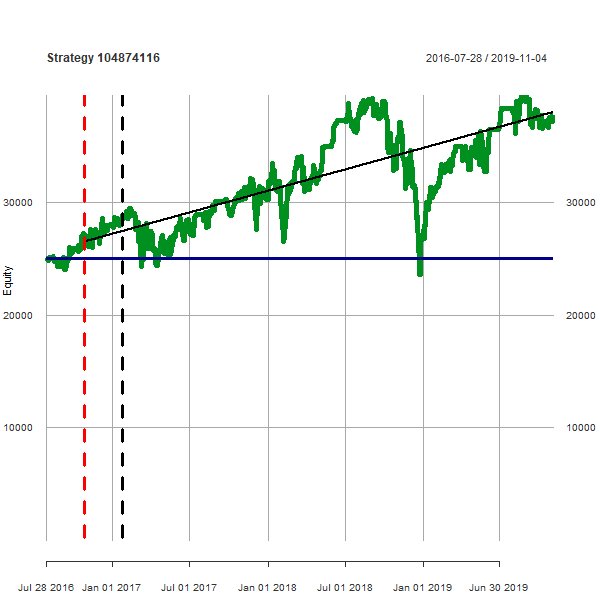 Strategy 104874116
2016-07-28 / 2019-11-04
30000
30000
Equity
20000
20000
10000
10000
Jul 28 2016
Jan 01 2017
Jul 01 2017
Jan 01 2018
Jul 01 2018
Jan 01 2019
Jun 30 2019